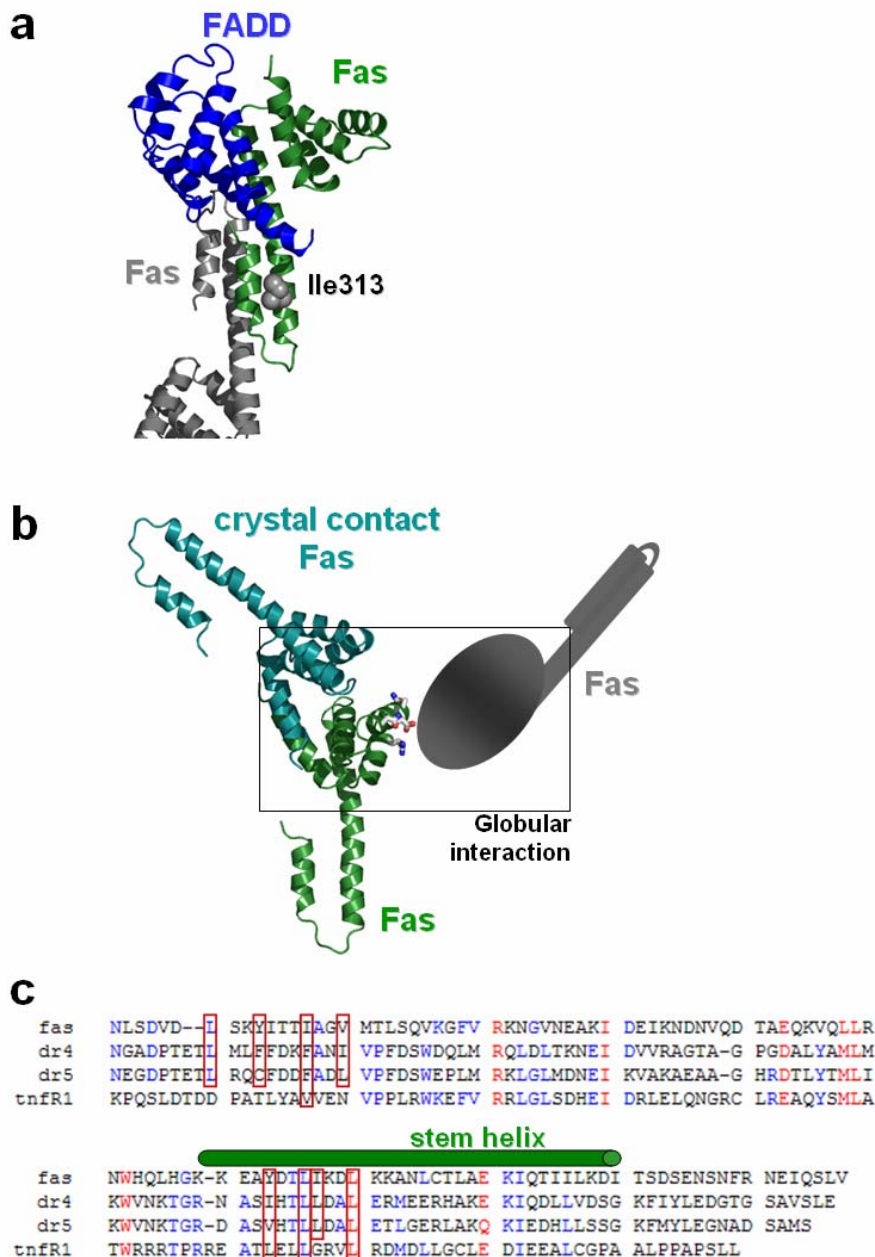 a
FADD
Fas
Fas
Ile313
b
crystal contact
Fas
Fas
Globular
interaction
Fas
c
fas NLSDVD--L SKYITTIAGV MTLSQVKGFV RKNGVNEAKI DEIKNDNVQD TAEQKVQLLR
dr4 NGADPTETLM LFFDKFANI VPFDSWDQLM RQLDLTKNEI DVVRAGTA-G PGDALYAMLM
dr5 NEGDPTETL RQCFDDFADL VPFDSWEPLM RKLGLMDNEI KVAKAEAA-G HRDTLYTMLI
tnfR1 KPQSLDTDD PATLYAVVEN VPPLRWKEFV RRLGLSDHEI DRLELQNGRC LREAQYSMLA
stem helix
fas NWHQLHGK-K EAYDTLIKDL KKANLCTLAE KIQTIILKDI TSDSENSNFR NEIQSLV
dr4 KWVNKTGR-N ASIHTLLDAL ERMEERHAKE KIQDLLVDSG KFIYLEDGTG SAVSLE
dr5 KWVNKTGR-D ASVHTLLDAL ETLGERLAKQ KIEDHLLSSG KFMYLEGNAD SAMS
tnfR1 TWRRRTPRRE ATLELLGRVL RDMDLLGCLE DIEEALCGPA ALPPAPSLL